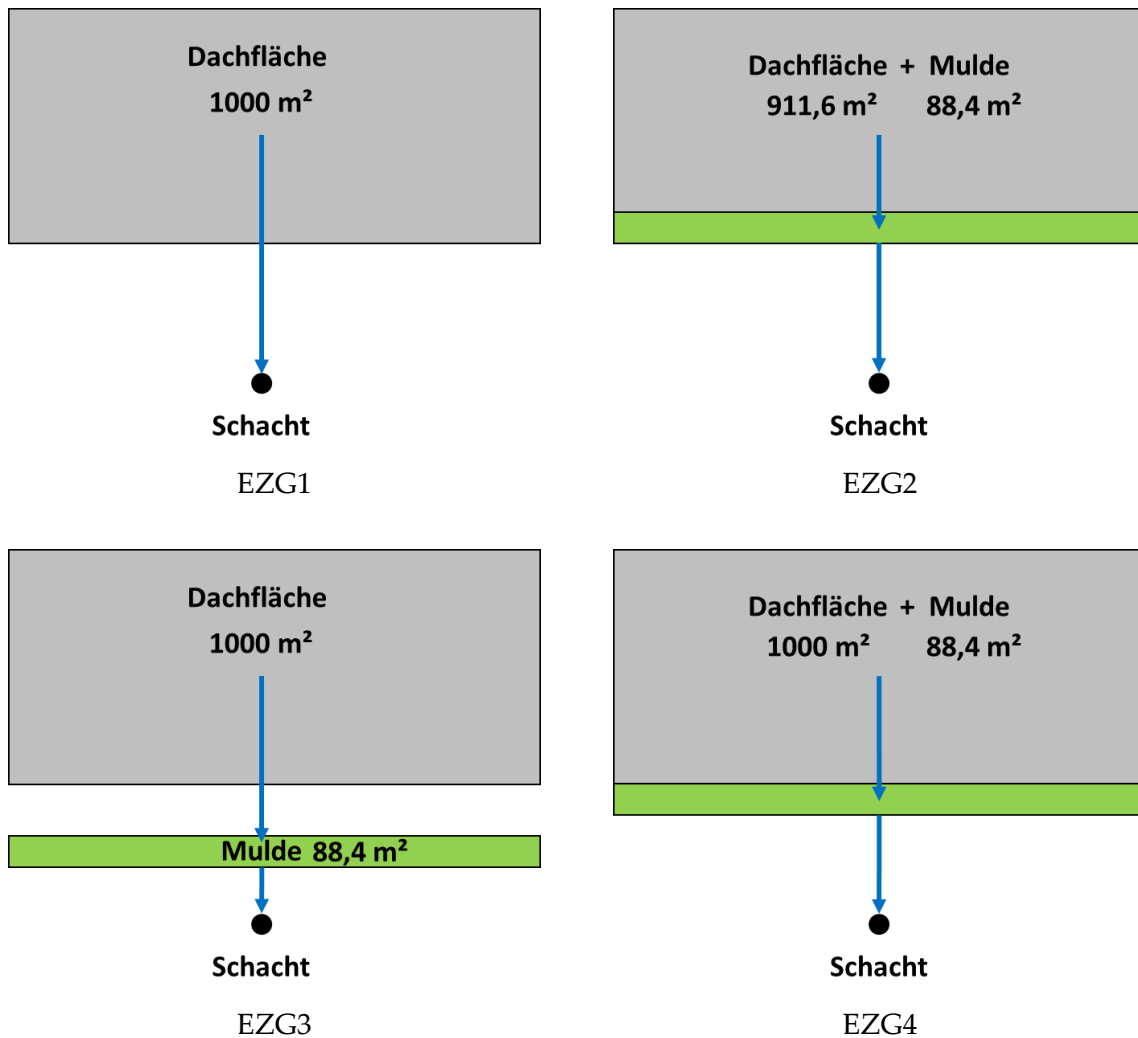 Dachfläche
1000 m²
Schacht
EZG1
Dachfläche + Mulde
911,6 m² 88,4 m²
Schacht
EZG2
Dachfläche
1000 m²
Mulde 88,4 m²
Schacht
EZG3
Dachfläche + Mulde
1000 m² 88,4 m²
Schacht
EZG4